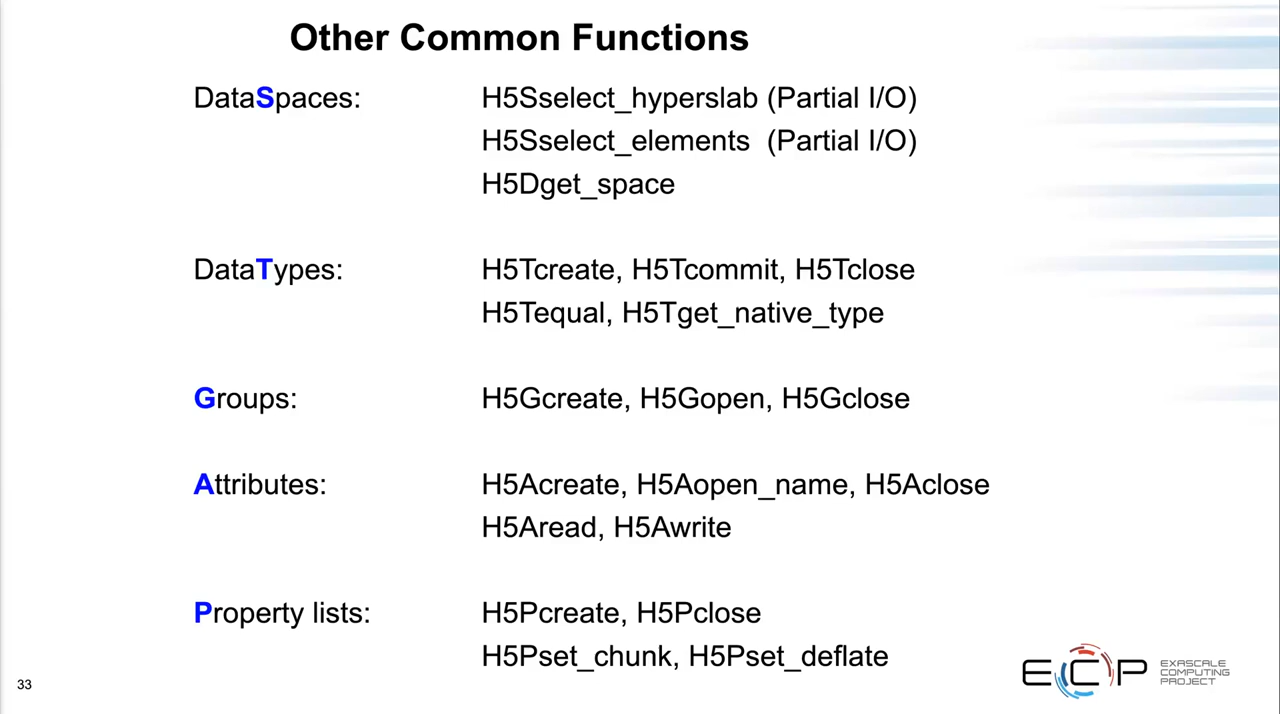 Other Common Functions
DataSpaces: H5Sselect_hyperslab (Partial I/O)
H5Sselect_elements (Partial I/O)
H5Dget_space
DataTypes: H5Tcreate, H5Tcommit, H5Tclose
H5Tequal, H5Tget_native_type
Groups: H5Gcreate, H5Gopen, H5Gclose
Attributes: H5Acreate, H5Aopen_name, H5Aclose
H5Aread, H5Awrite
Property lists: H5Pcreate, H5Pclose
H5Pset_chunk, H5Pset_deflate
33
ECP
EXASCALE
COMPUTING
PROJECT